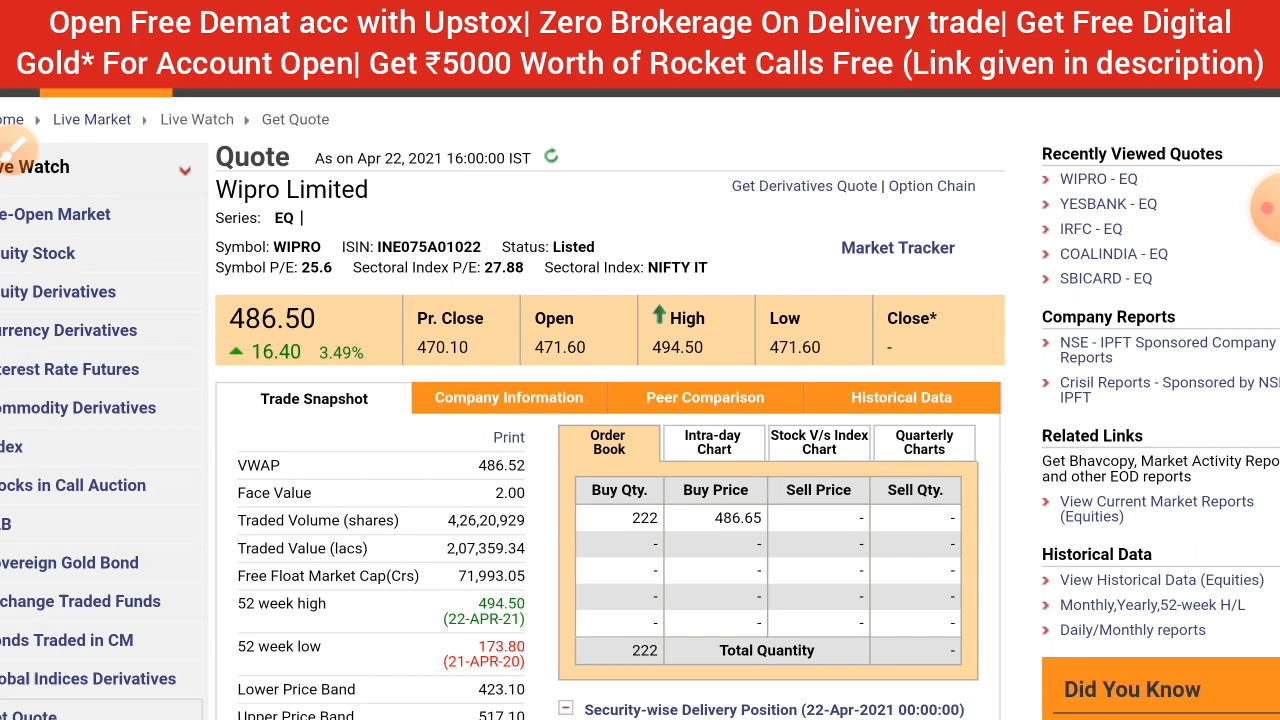 Open Free Demat acc with Upstox| Zero Brokerage On Delivery trade| Get Free Digital
Gold* For Account Open| Get ₹5000 Worth of Rocket Calls Free (Link given in description)
ome Live Market Live Watch Get Quote
ve Watch
e-Open Market
uity Stock
uity Derivatives
rrency Derivatives
erest Rate Futures
ommodity Derivatives
dex
ocks in Call Auction
B
overeign Gold Bond
change Traded Funds
nds Traded in CM
obal Indices Derivatives
et Quote
Quote As on Apr 22, 2021 16:00:00 IST
Wipro Limited
Get Derivatives Quote | Option Chain
Series: EQ |
Symbol: WIPRO ISIN: INE075A01022 Status: Listed
Market Tracker
Symbol P/E: 25.6 Sectoral Index P/E: 27.88 Sectoral Index: NIFTY IT
486.50 Pr. Close Open High Low Close*
16.40 3.49% 470.10 471.60 494.50 471.60 -
Trade Snapshot Company Information Peer Comparison Historical Data
Print
VWAP 486.52
Face Value 2.00
Traded Volume (shares) 4,26,20,929
Traded Value (lacs) 2,07,359.34
Free Float Market Cap(Crs) 71,993.05
52 week high 494.50
(22-APR-21)
52 week low 173.80
(21-APR-20)
Lower Price Band 423.10
Upper Price Band 517.10
Order Book
Intra-day Chart
Stock V/s Index Chart
Quarterly Charts
Buy Qty. Buy Price Sell Price Sell Qty.
222 486.65 - -
- - - -
- - - -
- - - -
- - - -
222 Total Quantity -
Security-wise Delivery Position (22-Apr-2021 00:00:00)
Recently Viewed Quotes
WIPRO - EQ
YESBANK - EQ
IRFC - EQ
COALINDIA - EQ
SBICARD - EQ
Company Reports
NSE - IPFT Sponsored Company
Reports
Crisil Reports - Sponsored by NS
IPFT
Related Links
Get Bhavcopy, Market Activity Repo
and other EOD reports
View Current Market Reports
(Equities)
Historical Data
View Historical Data (Equities)
Monthly,Yearly,52-week H/L
Daily/Monthly reports
Did You Know